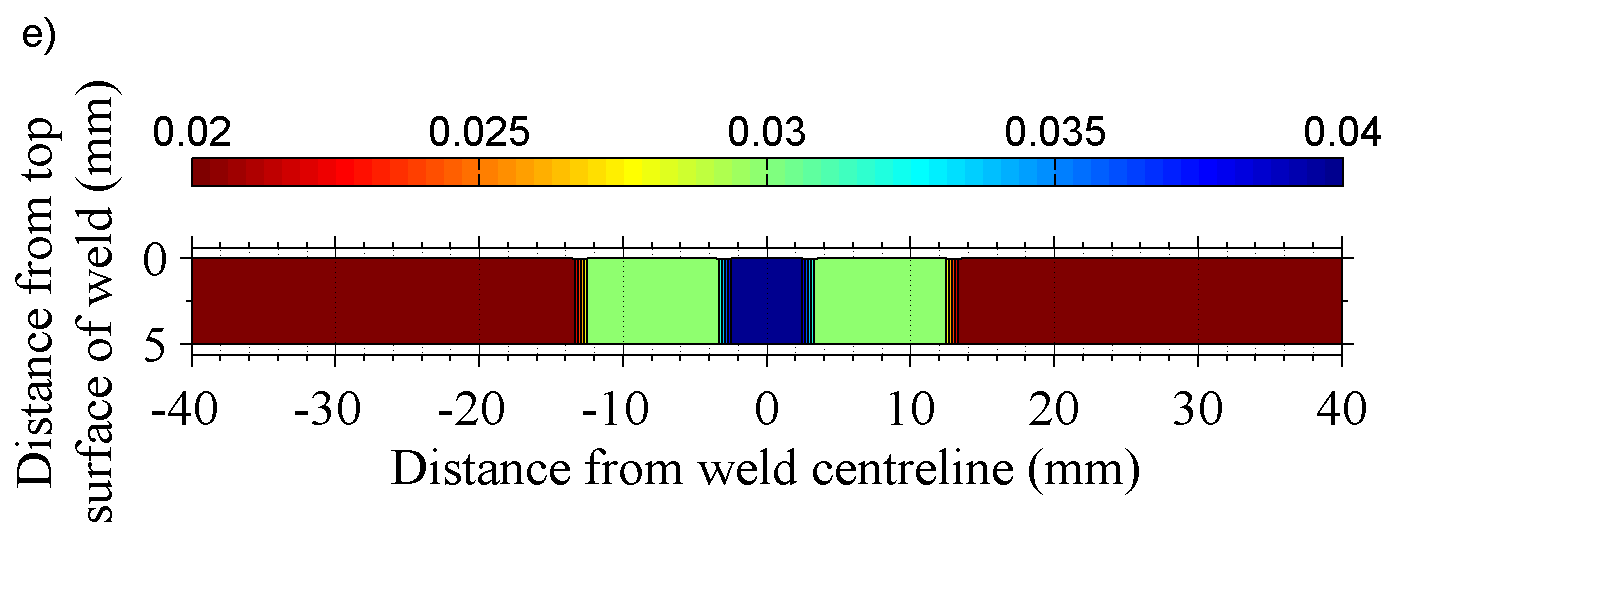 e)
Distance from top
surface of weld (mm)
0.02 0.025 0.03 0.035 0.04
0
5
-40 -30 -20 -10 0 10 20 30 40
Distance from weld centreline (mm)